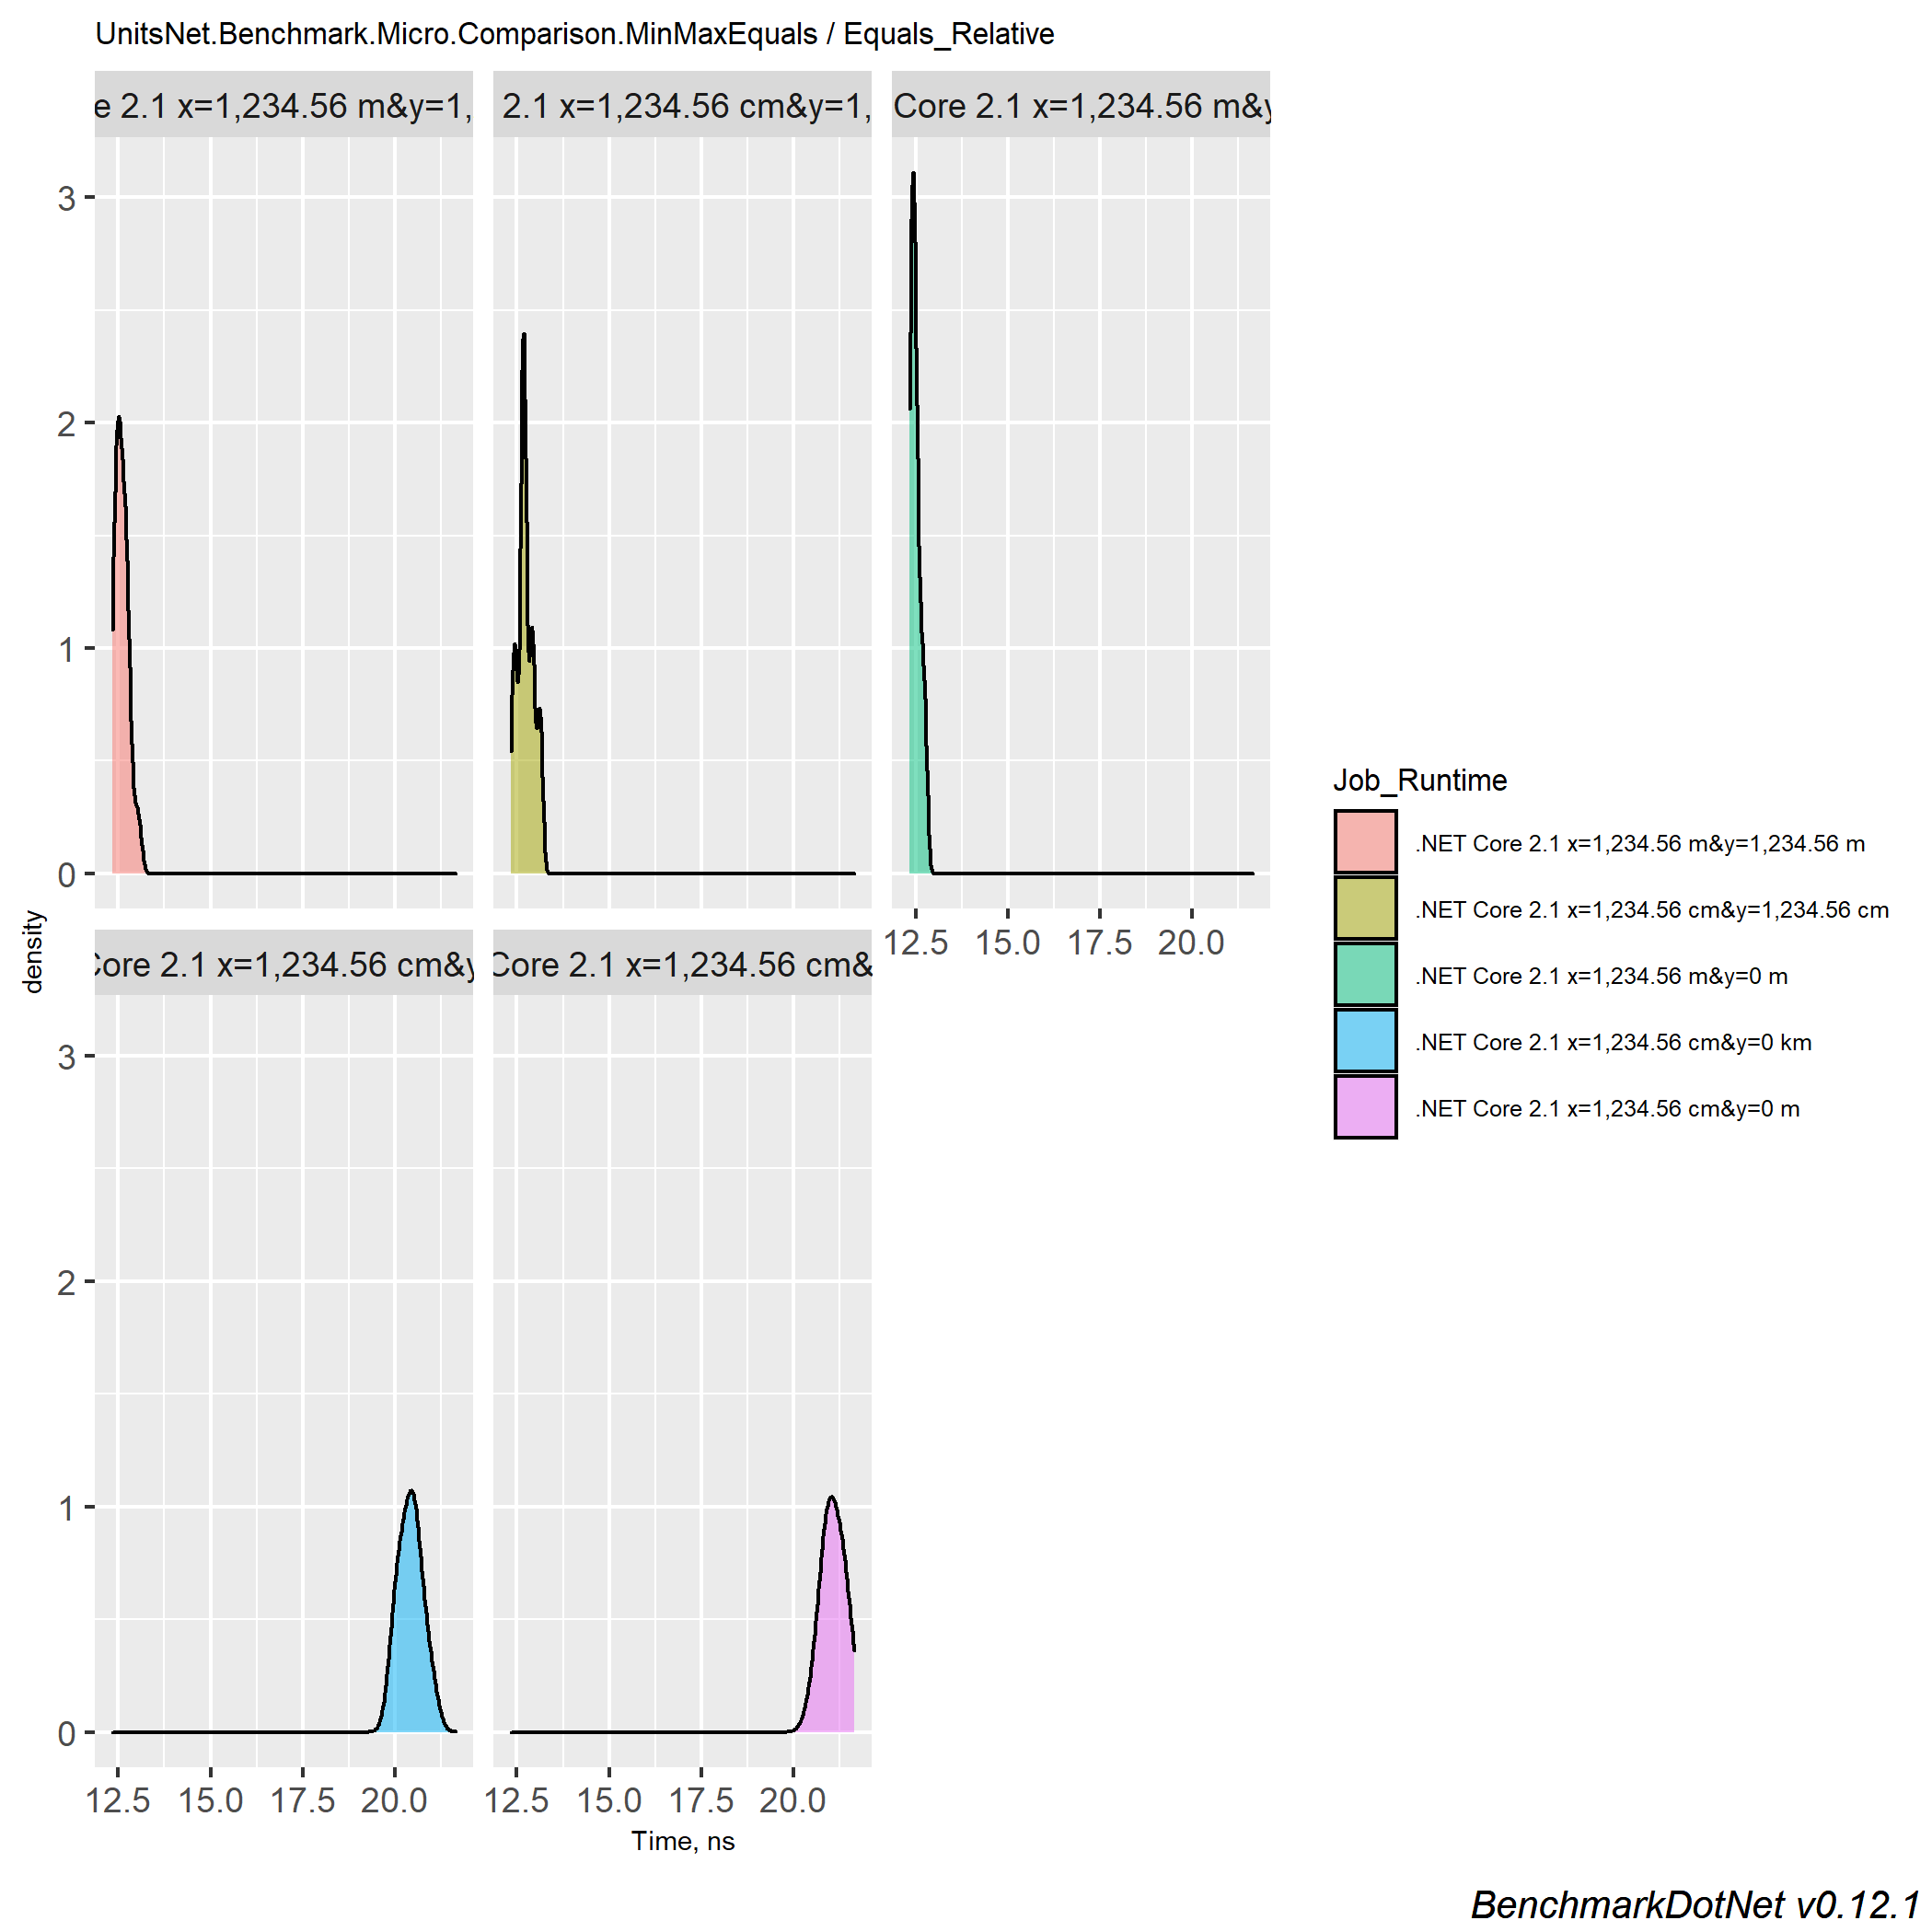 UnitsNet.Benchmark.Micro.Comparison.MinMaxEquals / Equals_Relative
e 2.1 x=1,234.56 m&y=1,
2.1 x=1,234.56 cm&y=1,
Core 2.1 x=1,234.56 m&y
3
2
1
0
12.5 15.0 17.5 20.0
density
Core 2.1 x=1,234.56 cm&y
Core 2.1 x=1,234.56 cm&
3
2
1
0
12.5 15.0 17.5 20.0
12.5 15.0 17.5 20.0
Time, ns
Job_Runtime
.NET Core 2.1 x=1,234.56 m&y=1,234.56 m
.NET Core 2.1 x=1,234.56 cm&y=1,234.56 cm
.NET Core 2.1 x=1,234.56 m&y=0 m
.NET Core 2.1 x=1,234.56 cm&y=0 km
.NET Core 2.1 x=1,234.56 cm&y=0 m
BenchmarkDotNet v0.12.1